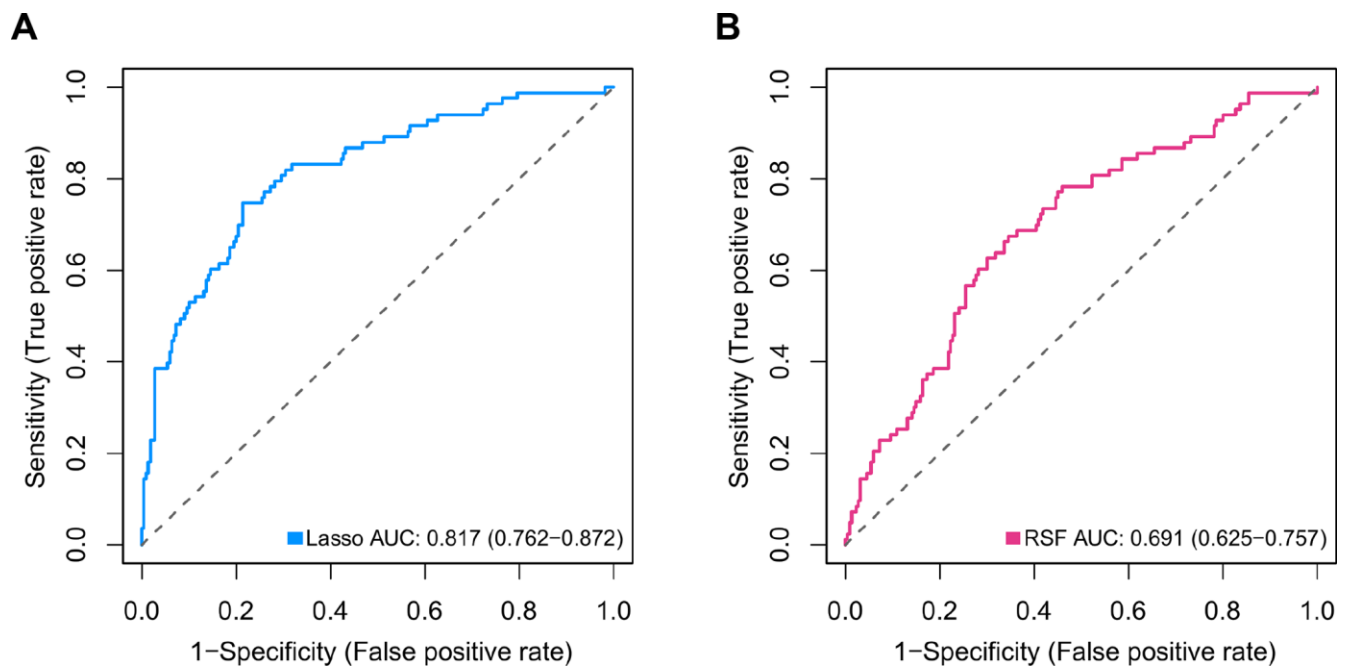 A
Sensitivity (True positive rate)
1.0
0.8
0.6
0.4
0.2
0.0
Lasso AUC: 0.817 (0.762−0.872)
0.0 0.2 0.4 0.6 0.8 1.0
1−Specificity (False positive rate)
B
Sensitivity (True positive rate)
1.0
0.8
0.6
0.4
0.2
0.0
RSF AUC: 0.691 (0.625−0.757)
0.0 0.2 0.4 0.6 0.8 1.0
1−Specificity (False positive rate)